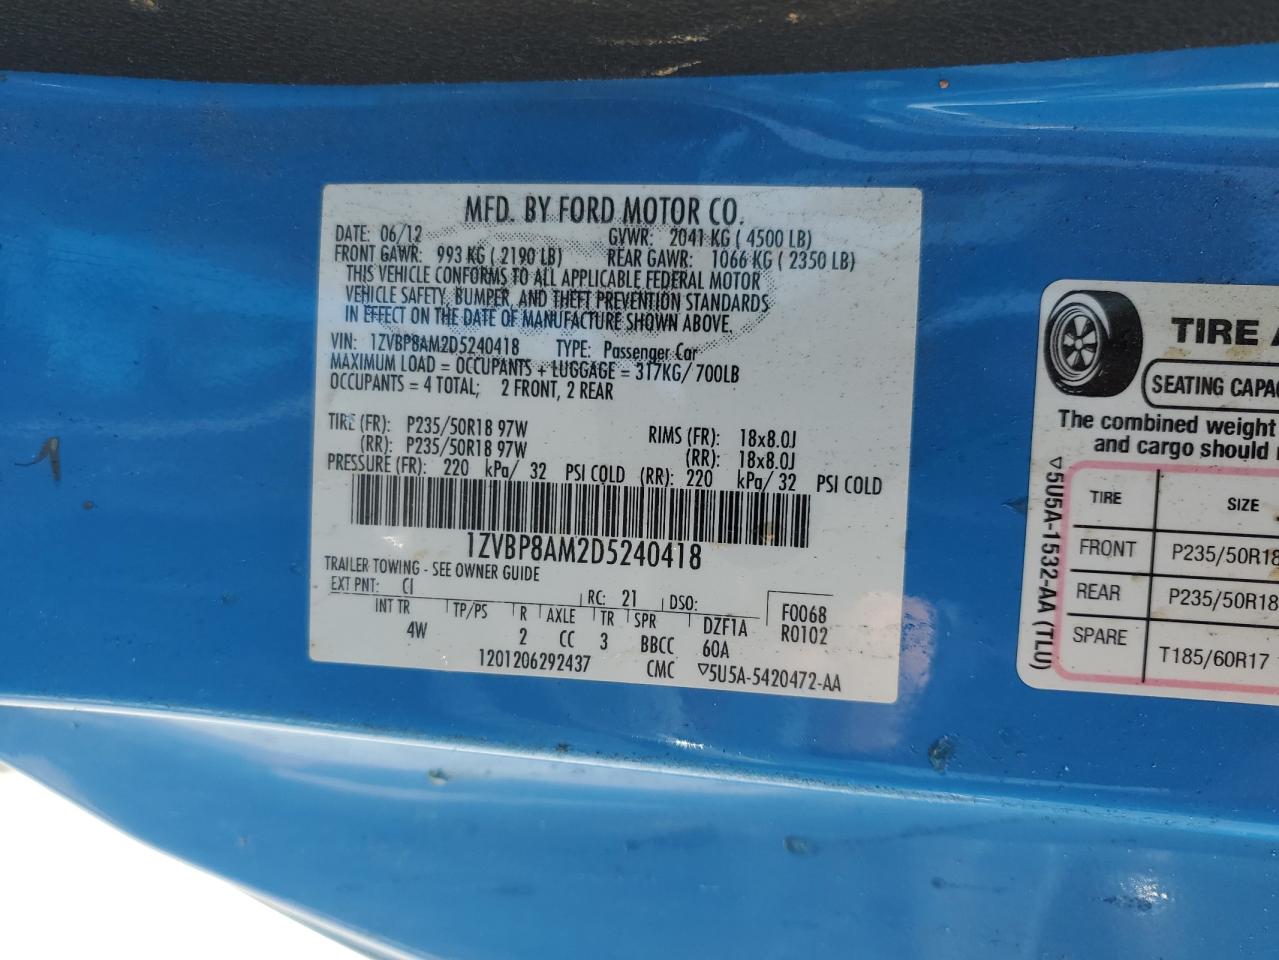 MFD. BY FORD MOTOR CO.
DATE: 06/12 GVWR: 2041 KG ( 4500 LB)
FRONT GAWR: 993 KG ( 2190 LB) REAR GAWR: 1066 KG ( 2350 LB)
THIS VEHICLE CONFORMS TO ALL APPLICABLE FEDERAL MOTOR
VEHICLE SAFETY, BUMPER, AND THEFT PREVENTION STANDARDS
IN EFFECT ON THE DATE OF MANUFACTURE SHOWN ABOVE.
VIN: 1ZVBP8AM2D5240418 TYPE: Passenger Car
MAXIMUM LOAD = OCCUPANTS + LUGGAGE = 317KG/ 700LB
OCCUPANTS = 4 TOTAL; 2 FRONT, 2 REAR
TIRE (FR): P235/50R18 97W RIMS (FR): 18x8.0J
(RR): P235/50R18 97W (RR): 18x8.0J
PRESSURE (FR): 220 kPa/ 32 PSI COLD (RR): 220 kPa/ 32 PSI COLD
1ZVBP8AM2D5240418
TRAILER TOWING - SEE OWNER GUIDE
EXT PNT: CI RC: 21 DSO: F0068
INT TR TP/PS R AXLE TR SPR DZF1A R0102
4W 2 CC 3 BBCC 60A
1201206292437 CMC ▽5U5A-5420472-AA
TIRE A
SEATING CAPA
The combined weight
and cargo should
TIRE SIZE
FRONT P235/50R18
REAR P235/50R18
SPARE T185/60R17
▽5U5A-1532-AA (TLU)